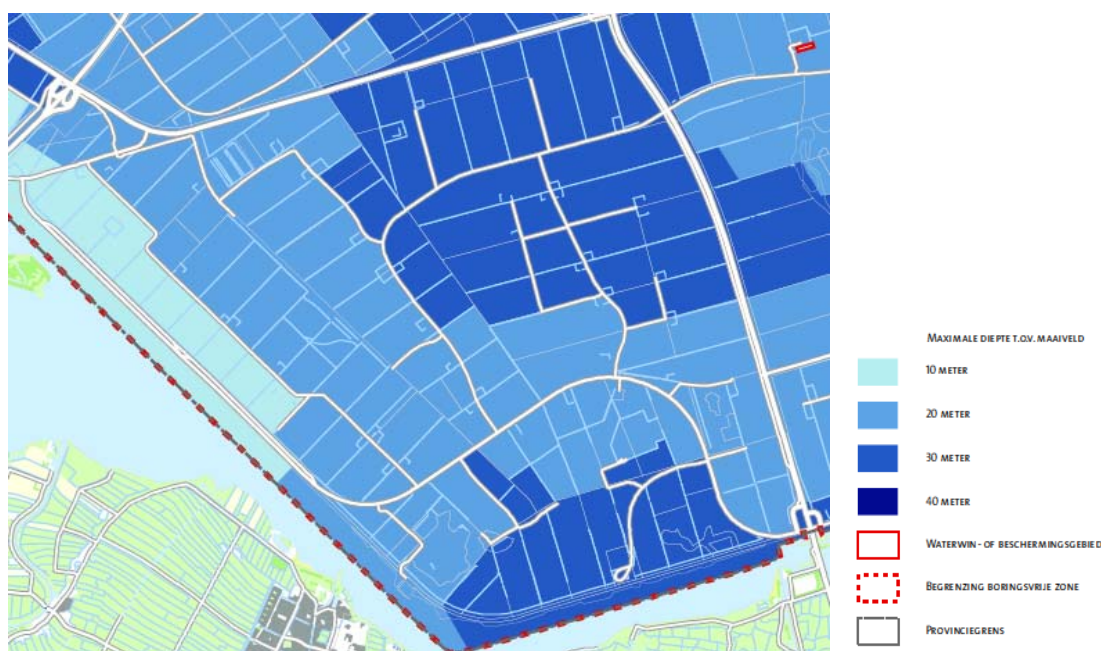 MAXIMALE DIEPTE T.O.V. MAAIVELD
10 METER
20 METER
30 METER
40 METER
WATERWIN- OF BESCHERMINGSGEBIED
BEGRENZING BORINGSVRIJE ZONE
PROVINCIEGRENS